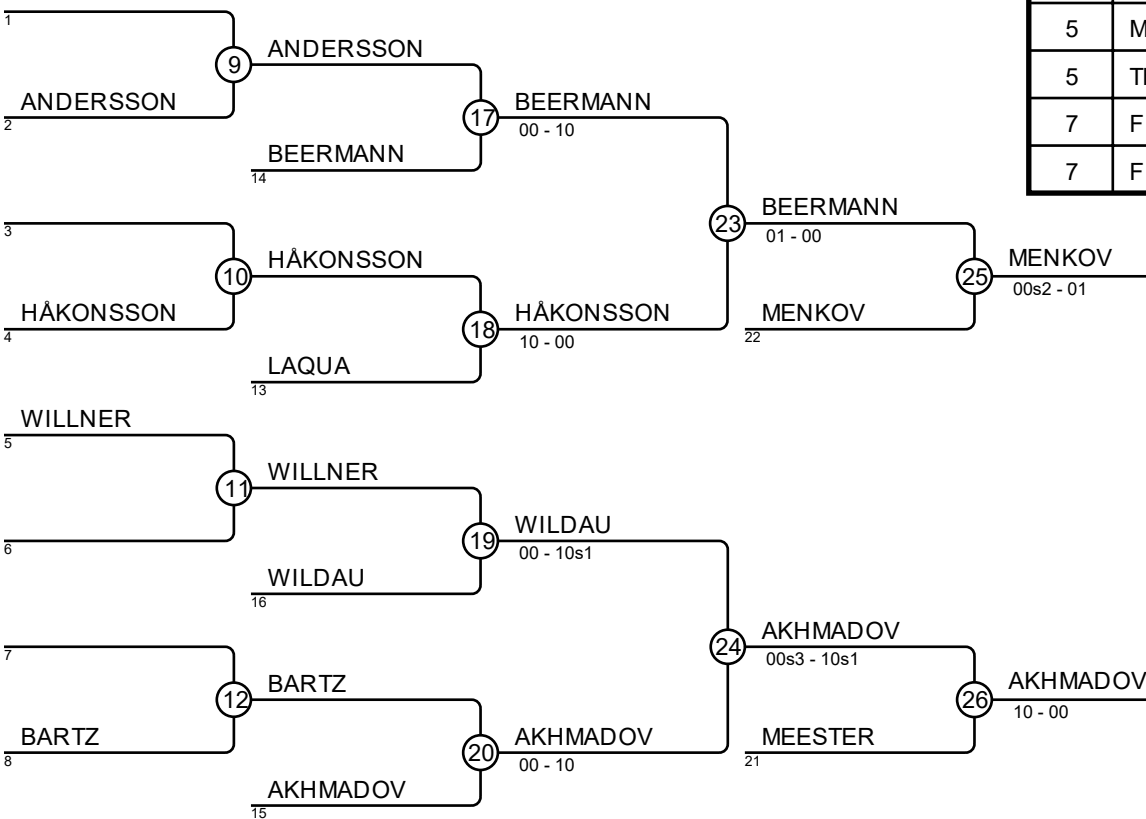 1
5 M
9 ANDERSSON
ANDERSSON
2
5 T
17 BEERMANN
00 - 10
BEERMANN
14
7 F
7 F
3
23 BEERMANN
01 - 00
10 HÅKONSSON
25 MENKOV
00s2 - 01
HÅKONSSON
4
18 HÅKONSSON
10 - 00
MENKOV
22
LAQUA
13
WILLNER
5
11 WILLNER
6
19 WILDAU
00 - 10s1
WILDAU
16
7
24 AKHMADOV
00s3 - 10s1
12 BARTZ
26 AKHMADOV
10 - 00
BARTZ
8
20 AKHMADOV
00 - 10
MEESTER
21
AKHMADOV
15